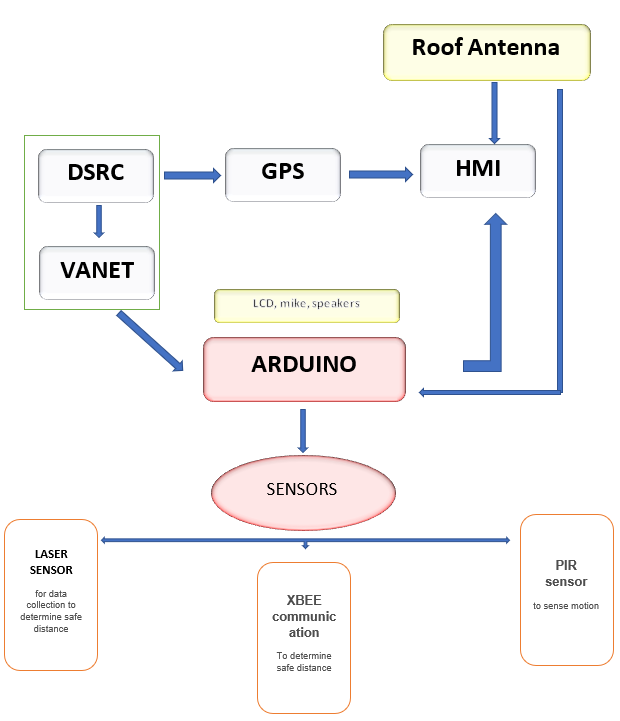 Roof Antenna
DSRC
GPS
HMI
VANET
LCD, mike, speakers
ARDUINO
SENSORS
LASER
SENSOR
for data
collection to
determine safe
distance
XBEE
communic
ation
To determine
safe distance
PIR
sensor
to sense motion